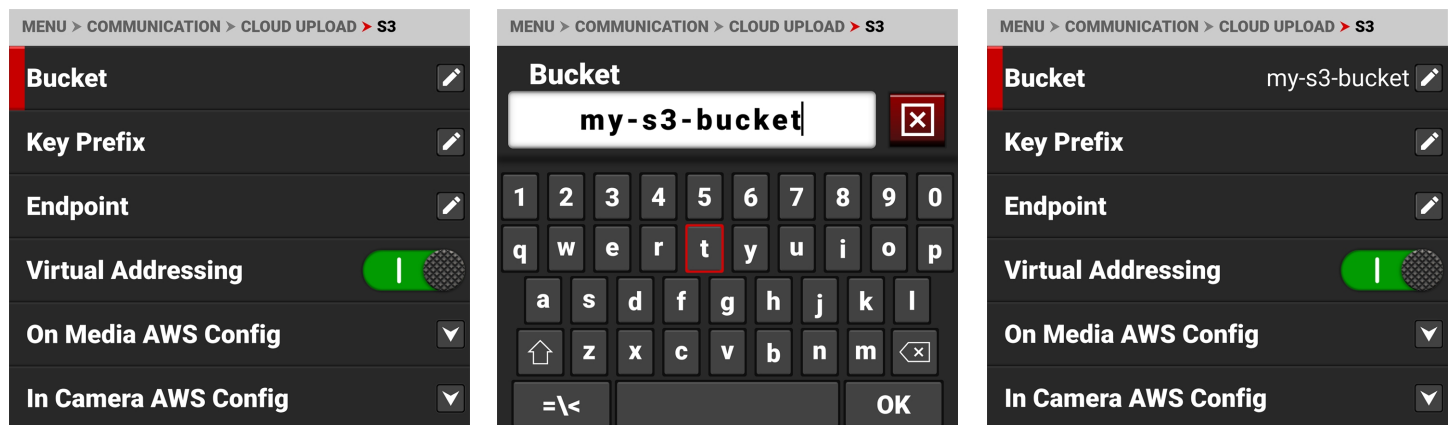 MENU > COMMUNICATION > CLOUD UPLOAD > S3
Bucket
Key Prefix
Endpoint
Virtual Addressing
On Media AWS Config
In Camera AWS Config
MENU > COMMUNICATION > CLOUD UPLOAD > S3
Bucket
my-s3-bucket
1 2 3 4 5 6 7 8 9 0
q w e r t y u i o p
a s d f g h j k l
z x c v b n m
=\< OK
MENU > COMMUNICATION > CLOUD UPLOAD > S3
Bucket my-s3-bucket
Key Prefix
Endpoint
Virtual Addressing
On Media AWS Config
In Camera AWS Config